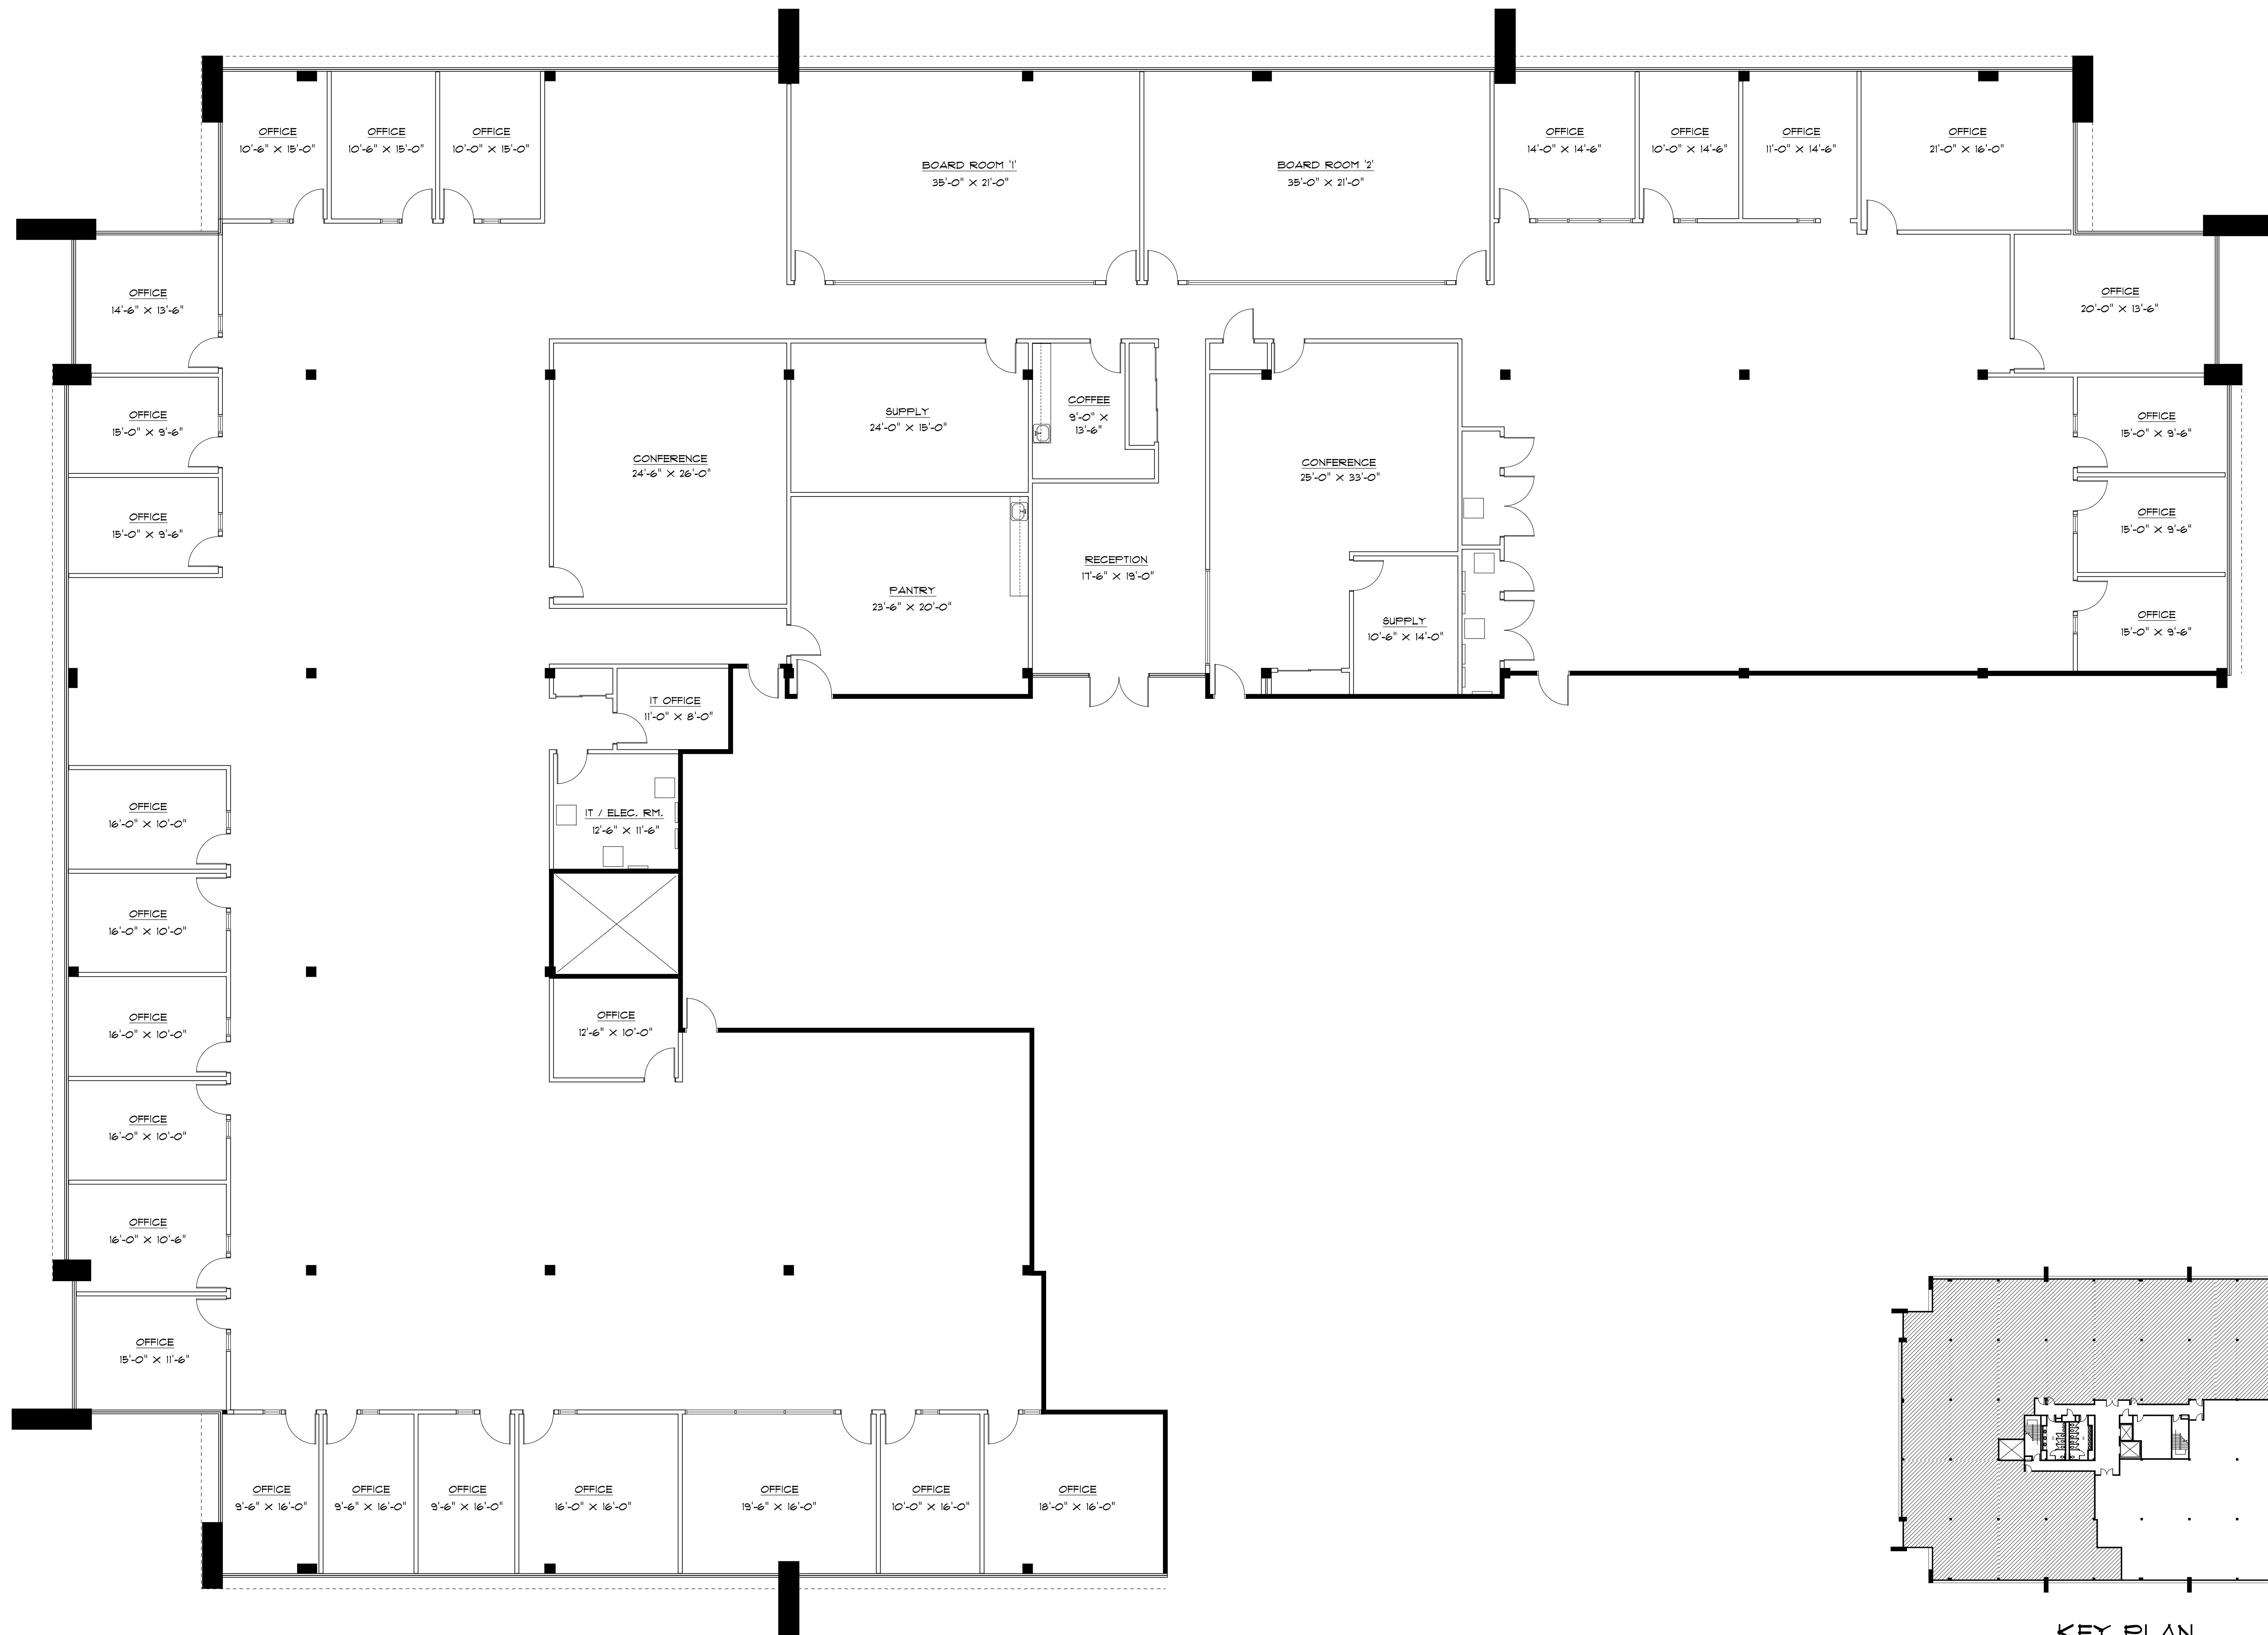 OFFICE
10'-6" X 15'-0"
OFFICE
10'-6" X 15'-0"
OFFICE
10'-0" X 15'-0"
BOARD ROOM '1'
35'-0" X 21'-0"
BOARD ROOM '2'
35'-0" X 21'-0"
OFFICE
14'-0" X 14'-6"
OFFICE
10'-0" X 14'-6"
OFFICE
11'-0" X 14'-6"
OFFICE
21'-0" X 16'-0"
OFFICE
14'-6" X 13'-6"
OFFICE
20'-0" X 13'-6"
OFFICE
15'-0" X 9'-6"
CONFERENCE
24'-6" X 26'-0"
SUPPLY
24'-0" X 15'-0"
COFFEE
9'-0" X
13'-6"
CONFERENCE
25'-0" X 33'-0"
OFFICE
15'-0" X 9'-6"
OFFICE
15'-0" X 9'-6"
OFFICE
15'-0" X 9'-6"
PANTRY
23'-6" X 20'-0"
RECEPTION
17'-6" X 19'-0"
SUPPLY
10'-6" X 14'-0"
OFFICE
15'-0" X 9'-6"
IT OFFICE
11'-0" X 8'-0"
OFFICE
16'-0" X 10'-0"
IT / ELEC. RM.
12'-6" X 11'-6"
OFFICE
16'-0" X 10'-0"
OFFICE
16'-0" X 10'-0"
OFFICE
12'-6" X 10'-0"
OFFICE
16'-0" X 10'-0"
OFFICE
16'-0" X 10'-6"
OFFICE
15'-0" X 11'-6"
OFFICE
9'-6" X 16'-0"
OFFICE
9'-6" X 16'-0"
OFFICE
9'-6" X 16'-0"
OFFICE
16'-0" X 16'-0"
OFFICE
19'-6" X 16'-0"
OFFICE
10'-0" X 16'-0"
OFFICE
18'-0" X 16'-0"
KEY PLAN